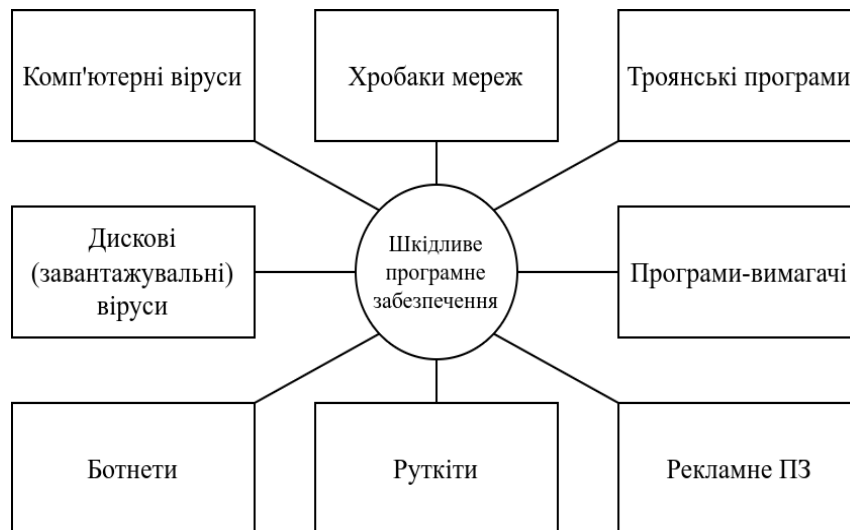 Комп'ютерні віруси
Хробаки мереж
Троянські програми
Дискові
(завантажувальні)
віруси
Шкідливе
програмне
забезпечення
Програми-вимагачі
Ботнети
Руткіти
Рекламне ПЗ